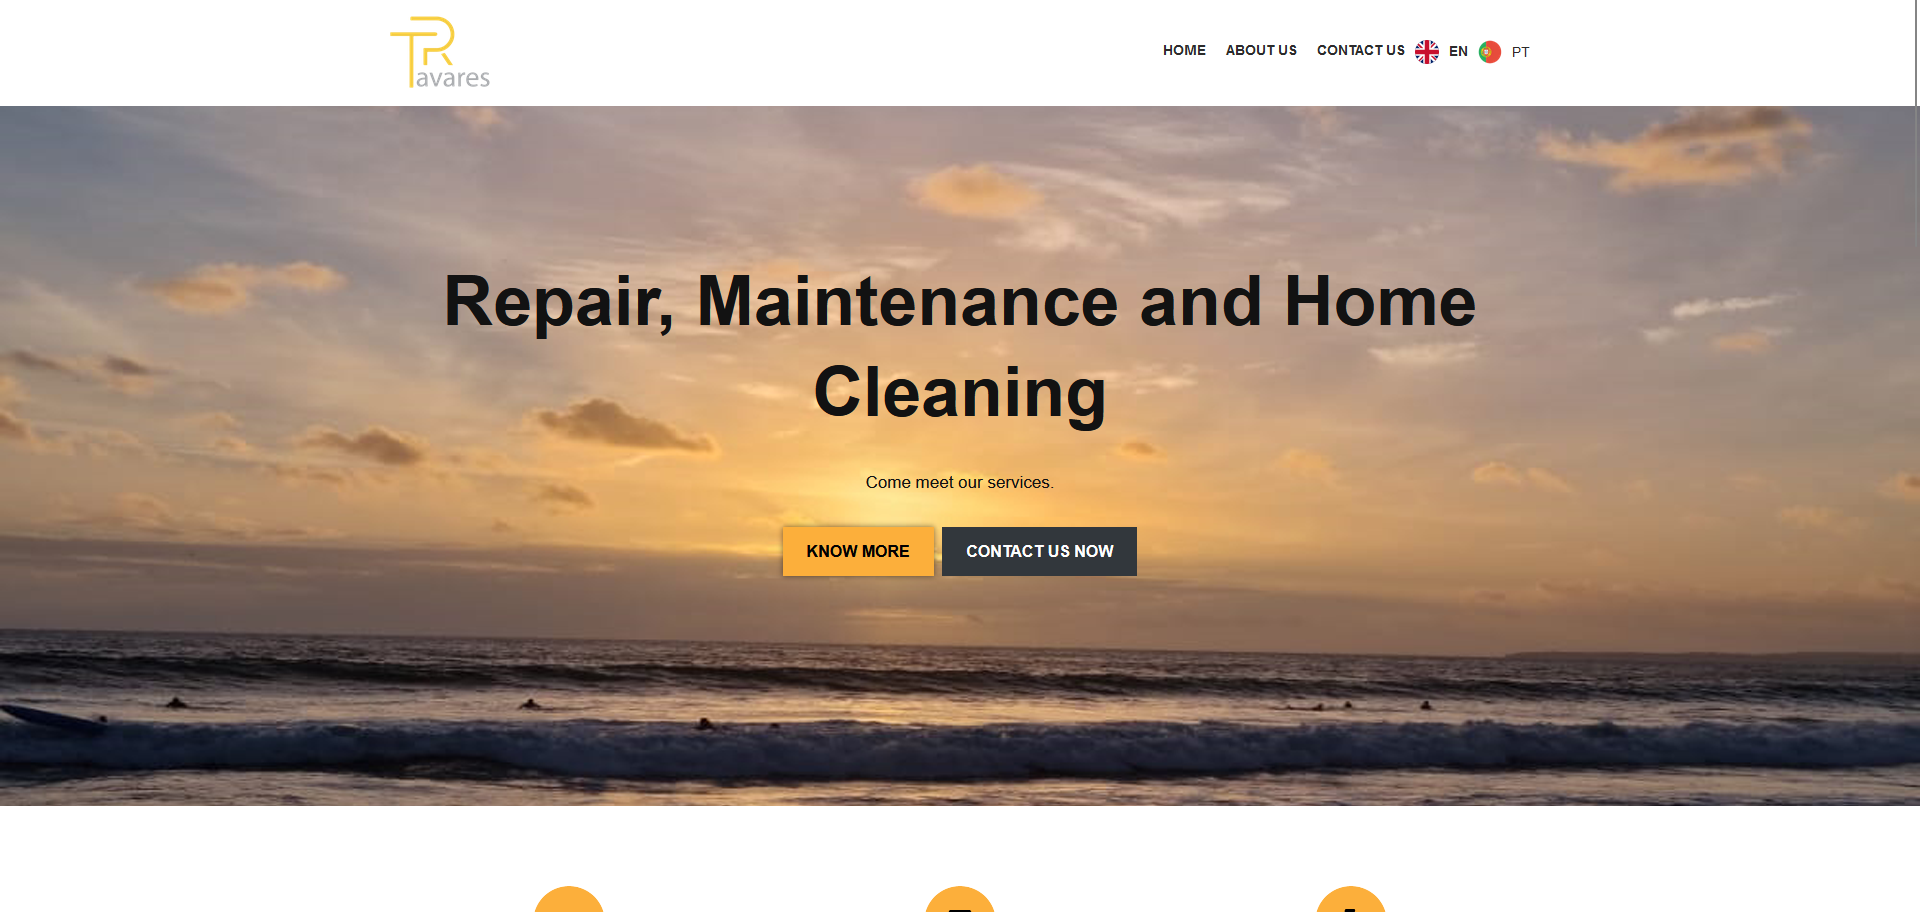 TR
Tavares
HOME ABOUT US CONTACT US EN PT
Repair, Maintenance and Home
Cleaning
Come meet our services.
KNOW MORE CONTACT US NOW